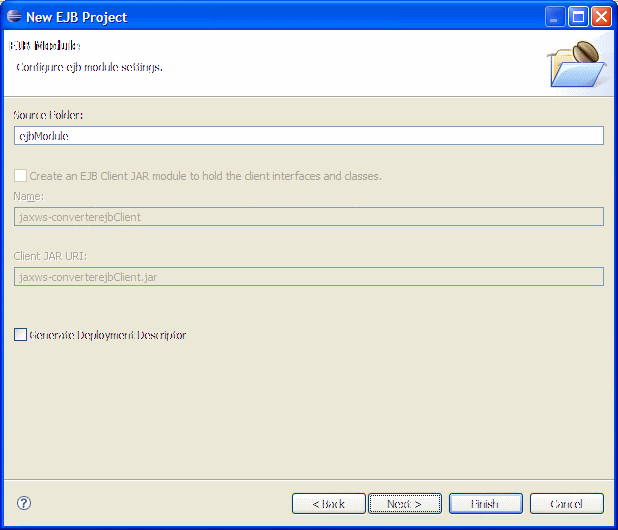 New EJB Project
EJB Module
Configure ejb module settings.
Source Folder:
ejbModule
Create an EJB Client JAR module to hold the client interfaces and classes.
Name:
jaxws-converterejbClient
Client JAR URI:
jaxws-converterejbClient.jar
Generate Deployment Descriptor
? < Back Next > Finish Cancel